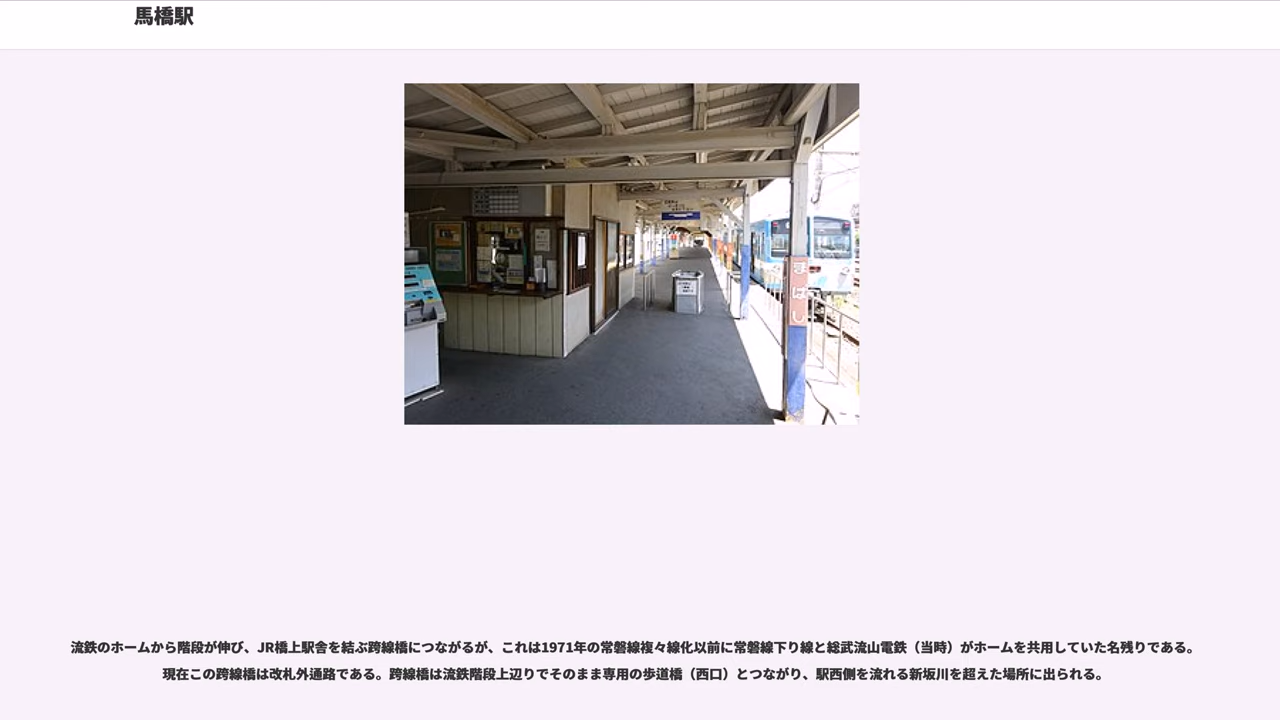 馬橋駅
まばし
流鉄のホームから階段が伸び、JR橋上駅舎を結ぶ跨線橋につながるが、これは1971年の常磐線複々線化以前に常磐線下り線と総武流山電鉄（当時）がホームを共用していた名残りである。
現在この跨線橋は改札外通路である。跨線橋は流鉄階段上辺りでそのまま専用の歩道橋（西口）とつながり、駅西側を流れる新坂川を超えた場所に出られる。